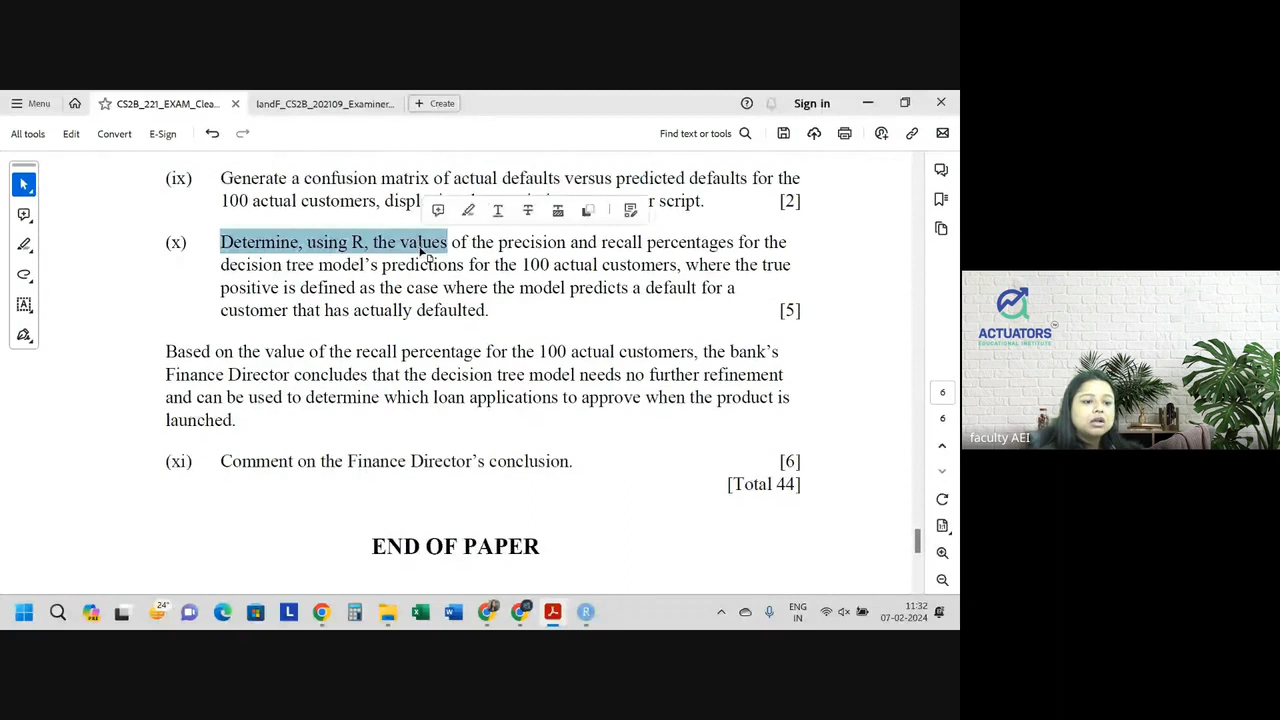 Menu
CS2B_221_EXAM_Clea...
IandF_CS2B_202109_Examiner...
Create
Sign in
All tools
Edit
Convert
E-Sign
Find text or tools
(ix) Generate a confusion matrix of actual defaults versus predicted defaults for the
100 actual customers, script. [2]
(x) Determine, using R, the values of the precision and recall percentages for the
decision tree model's predictions for the 100 actual customers, where the true
positive is defined as the case where the model predicts a default for a
customer that has actually defaulted. [5]
Based on the value of the recall percentage for the 100 actual customers, the bank's
Finance Director concludes that the decision tree model needs no further refinement
and can be used to determine which loan applications to approve when the product is
launched.
(xi) Comment on the Finance Director's conclusion. [6]
[Total 44]
END OF PAPER
6
6
ACTUATORS
EDUCATIONAL INSTITUTE
faculty AEI
24°
ENG
IN
11:32
07-02-2024